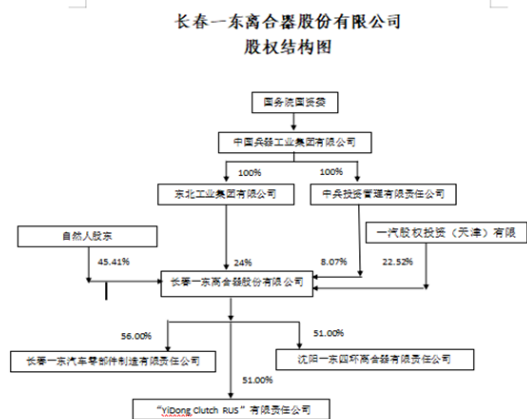 长春一东离合器股份有限公司
股权结构图
国务院国资委
中国兵器工业集团有限公司
100%
100%
东北工业集团有限公司
中兵投资管理有限责任公司
自然人股东
一汽股权投资（天津）有限
45.41%
24%
8.07%
22.52%
长春一东离合器股份有限公司
56.00%
51.00%
长春一东汽车零部件制造有限责任公司
沈阳一东四环离合器有限责任公司
51.00%
“YiDong Clutch RUS”有限责任公司